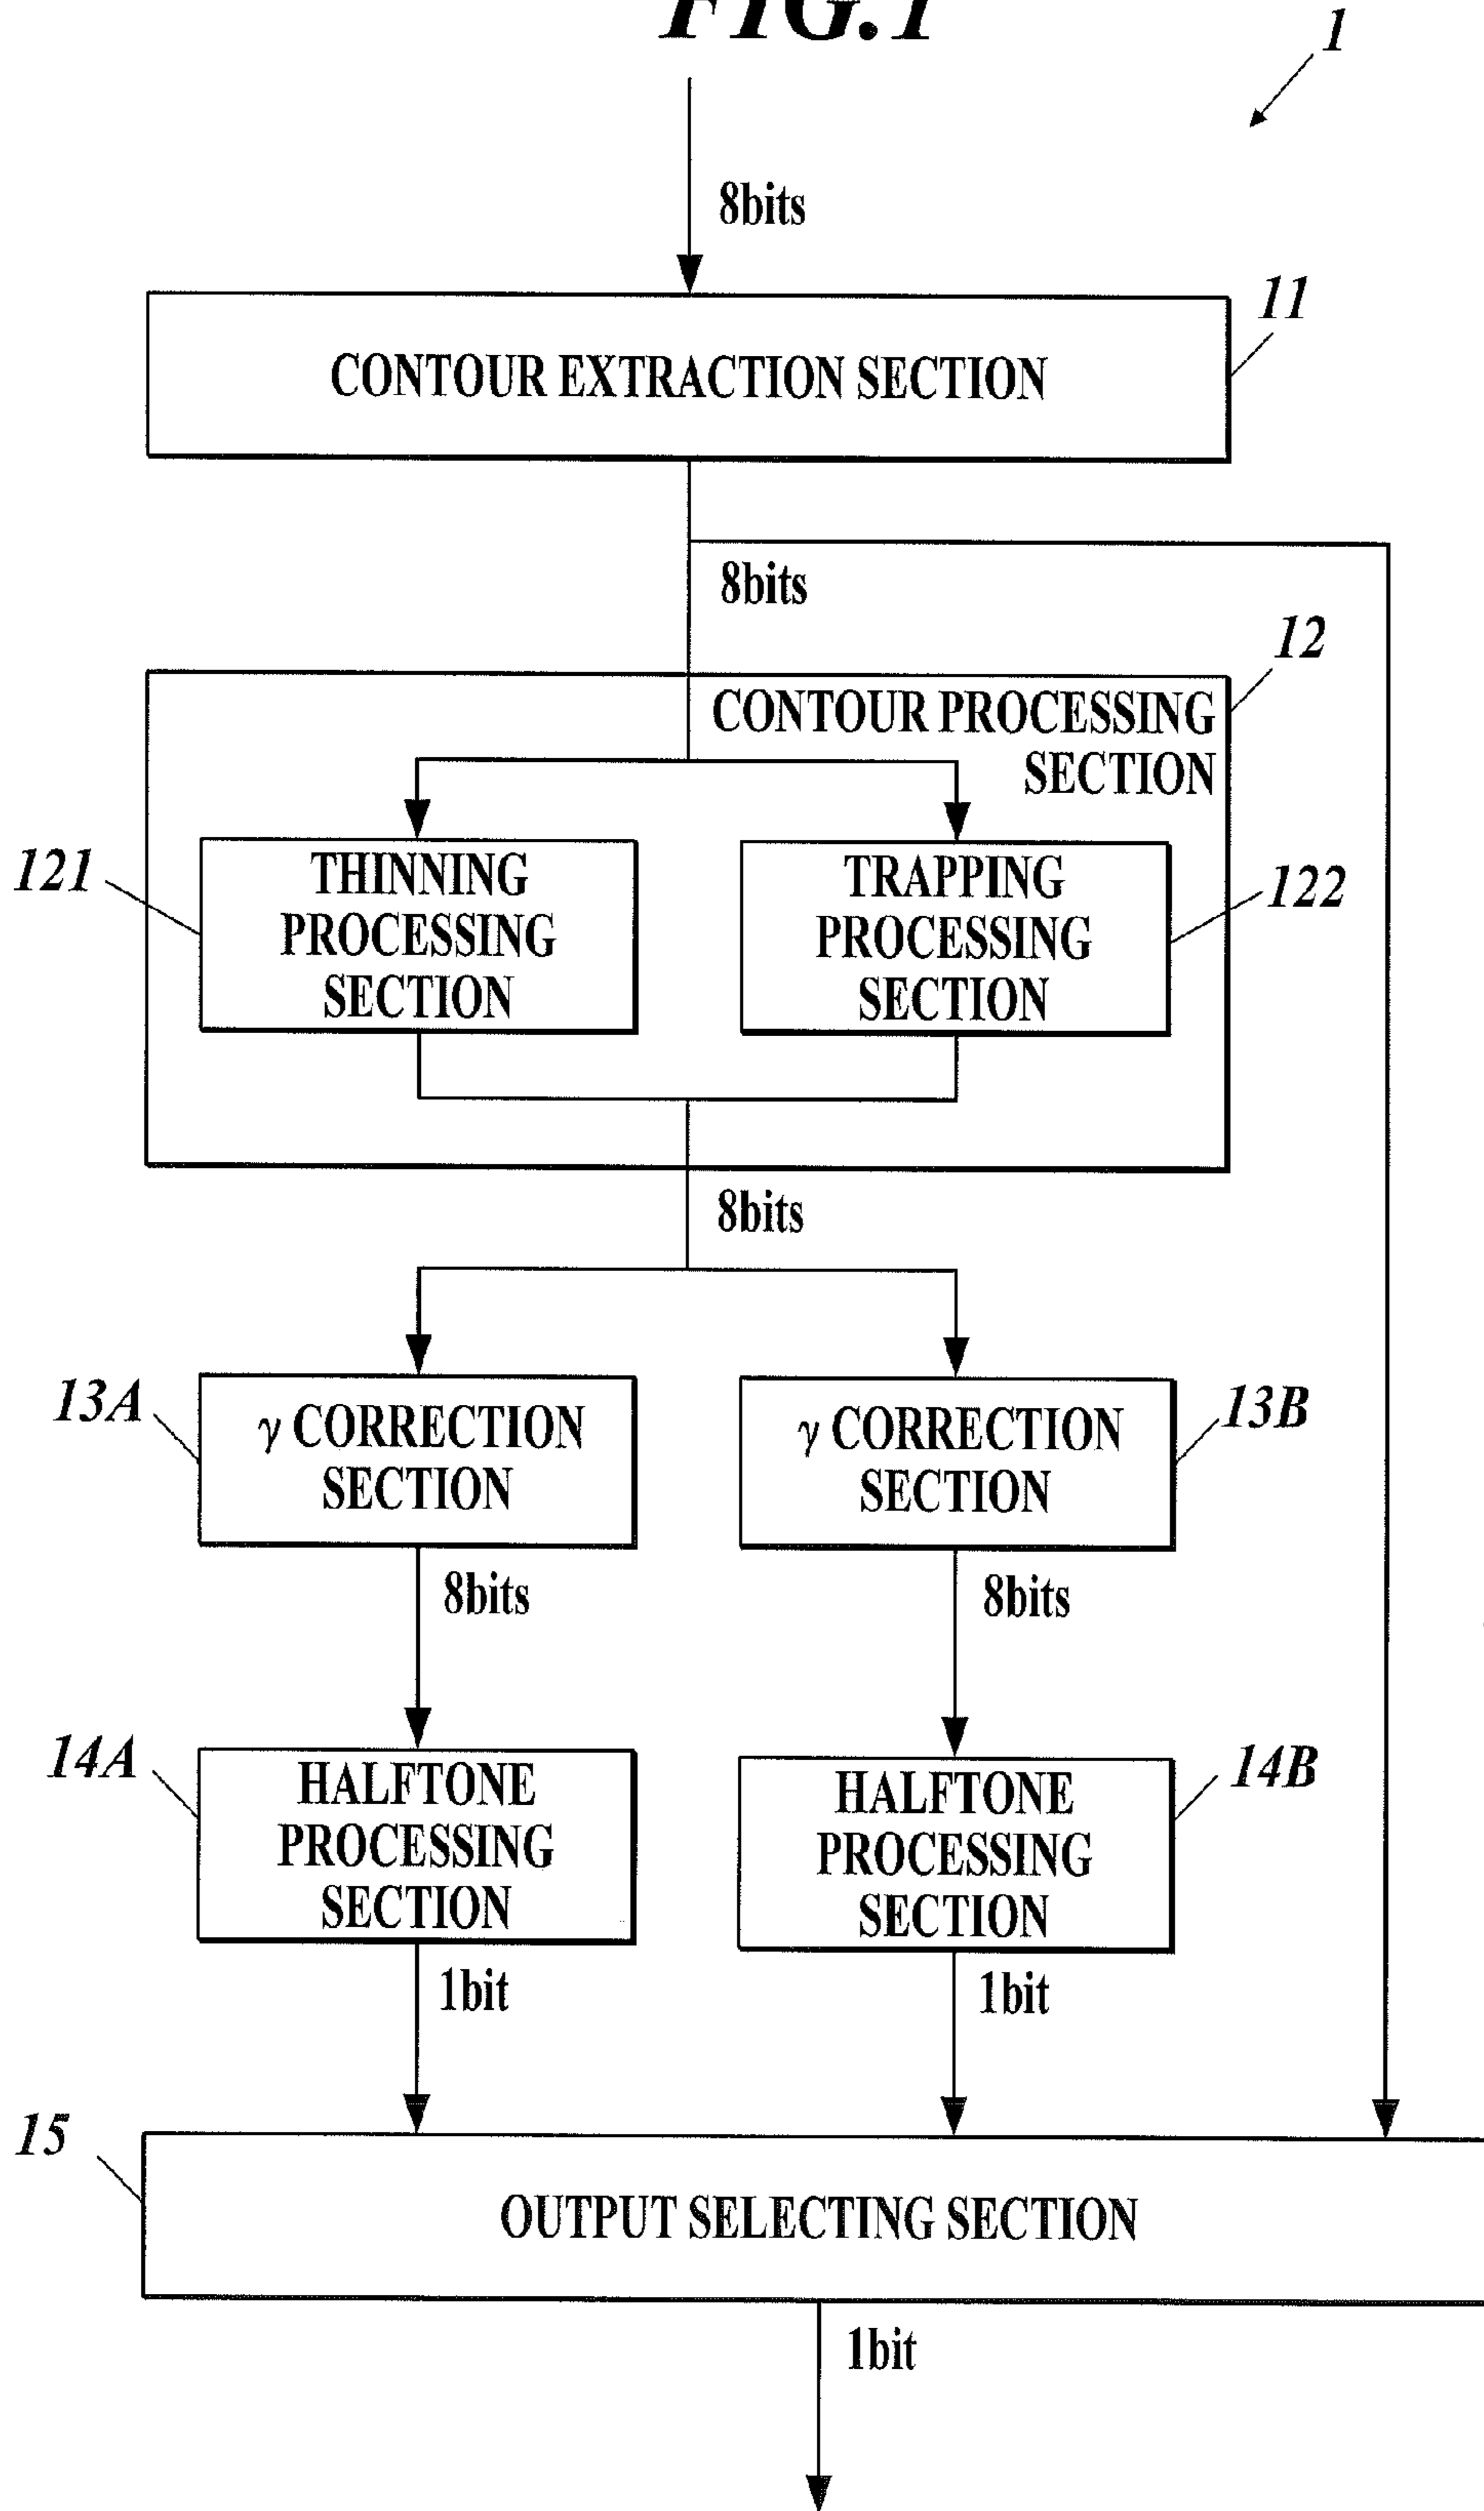 FIG.1
1
8bits
11
CONTOUR EXTRACTION SECTION
8bits
12
CONTOUR PROCESSING
SECTION
121
THINNING
PROCESSING
SECTION
TRAPPING
PROCESSING
SECTION
122
8bits
13A
γ CORRECTION
SECTION
γ CORRECTION
SECTION
13B
8bits
8bits
14A
HALFTONE
PROCESSING
SECTION
HALFTONE
PROCESSING
SECTION
14B
1bit
1bit
15
OUTPUT SELECTING SECTION
1bit